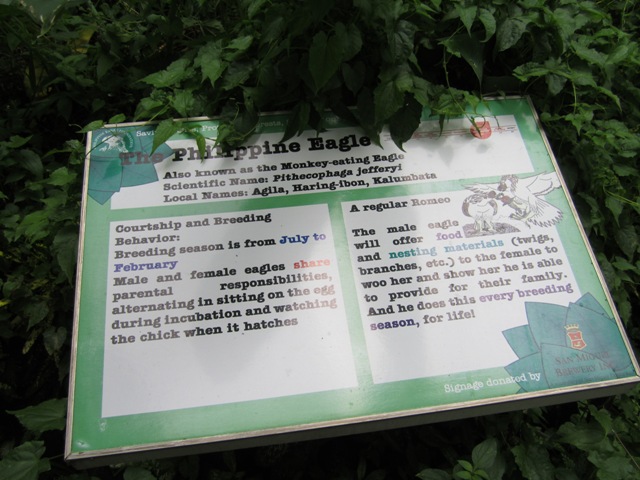 The Philippine Eagle
Also known as the Monkey-eating Eagle
Scientific Name: Pithecophaga jefferyi
Local Names: Agila, Haring-ibon, Kalumbata
Courtship and Breeding
Behavior:
Breeding season is from July to
February
Male and female eagles share
parental responsibilities,
alternating in sitting on the egg
during incubation and watching
the chick when it hatches
A regular Romeo
The male eagle
will offer food
and nesting materials (twigs,
branches, etc.) to the female to
woo her and show her he is able
to provide for their family.
And he does this every breeding
season, for life!
San Miguel
Signage donated by